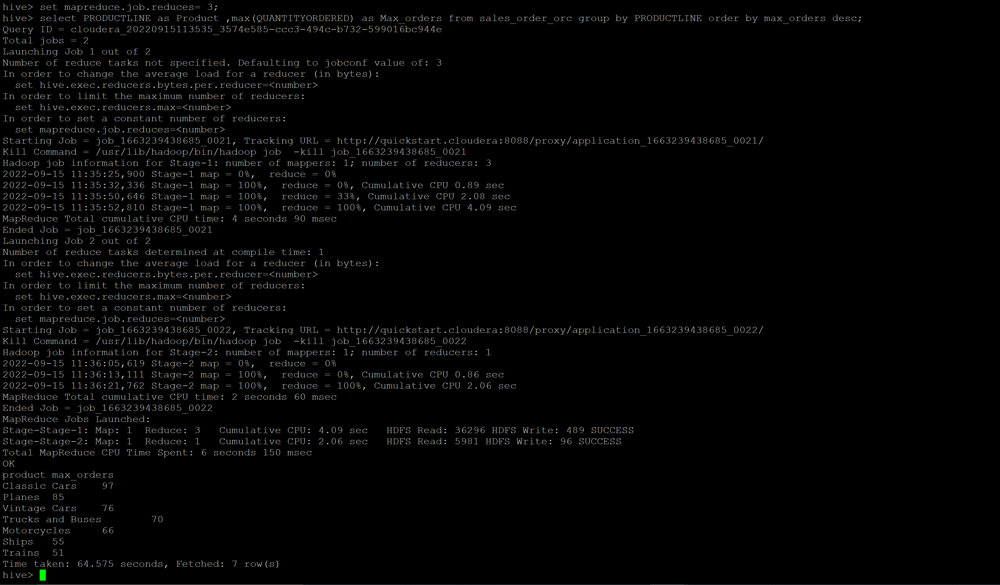 hive> set mapreduce.job.reduces= 3;
hive> select PRODUCTLINE as Product ,max(QUANTITYORDERED) as Max_orders from sales_order_orc group by PRODUCTLINE order by max_orders desc;
Query ID = cloudera_20220915113535_3574e585-ccc3-494c-b732-599016bc944e
Total jobs = 2
Launching Job 1 out of 2
Number of reduce tasks not specified. Defaulting to jobconf value of: 3
In order to change the average load for a reducer (in bytes):
  set hive.exec.reducers.bytes.per.reducer=<number>
In order to limit the maximum number of reducers:
  set hive.exec.reducers.max=<number>
In order to set a constant number of reducers:
  set mapreduce.job.reduces=<number>
Starting Job = job_1663239438685_0021, Tracking URL = http://quickstart.cloudera:8088/proxy/application_1663239438685_0021/
Kill Command = /usr/lib/hadoop/bin/hadoop job  -kill job_1663239438685_0021
Hadoop job information for Stage-1: number of mappers: 1; number of reducers: 3
2022-09-15 11:35:25,900 Stage-1 map = 0%,  reduce = 0%
2022-09-15 11:35:32,336 Stage-1 map = 100%,  reduce = 0%, Cumulative CPU 0.89 sec
2022-09-15 11:35:50,646 Stage-1 map = 100%,  reduce = 33%, Cumulative CPU 2.08 sec
2022-09-15 11:35:52,810 Stage-1 map = 100%,  reduce = 100%, Cumulative CPU 4.09 sec
MapReduce Total cumulative CPU time: 4 seconds 90 msec
Ended Job = job_1663239438685_0021
Launching Job 2 out of 2
Number of reduce tasks determined at compile time: 1
In order to change the average load for a reducer (in bytes):
  set hive.exec.reducers.bytes.per.reducer=<number>
In order to limit the maximum number of reducers:
  set hive.exec.reducers.max=<number>
In order to set a constant number of reducers:
  set mapreduce.job.reduces=<number>
Starting Job = job_1663239438685_0022, Tracking URL = http://quickstart.cloudera:8088/proxy/application_1663239438685_0022/
Kill Command = /usr/lib/hadoop/bin/hadoop job  -kill job_1663239438685_0022
Hadoop job information for Stage-2: number of mappers: 1; number of reducers: 1
2022-09-15 11:36:05,619 Stage-2 map = 0%,  reduce = 0%
2022-09-15 11:36:13,111 Stage-2 map = 100%,  reduce = 0%, Cumulative CPU 0.86 sec
2022-09-15 11:36:21,762 Stage-2 map = 100%,  reduce = 100%, Cumulative CPU 2.06 sec
MapReduce Total cumulative CPU time: 2 seconds 60 msec
Ended Job = job_1663239438685_0022
MapReduce Jobs Launched:
Stage-Stage-1: Map: 1  Reduce: 3   Cumulative CPU: 4.09 sec   HDFS Read: 36296 HDFS Write: 489 SUCCESS
Stage-Stage-2: Map: 1  Reduce: 1   Cumulative CPU: 2.06 sec   HDFS Read: 5981 HDFS Write: 96 SUCCESS
Total MapReduce CPU Time Spent: 6 seconds 150 msec
OK
product max_orders
Classic Cars    97
Planes  85
Vintage Cars    76
Trucks and Buses        70
Motorcycles     66
Ships   55
Trains  51
Time taken: 64.575 seconds, Fetched: 7 row(s)
hive>